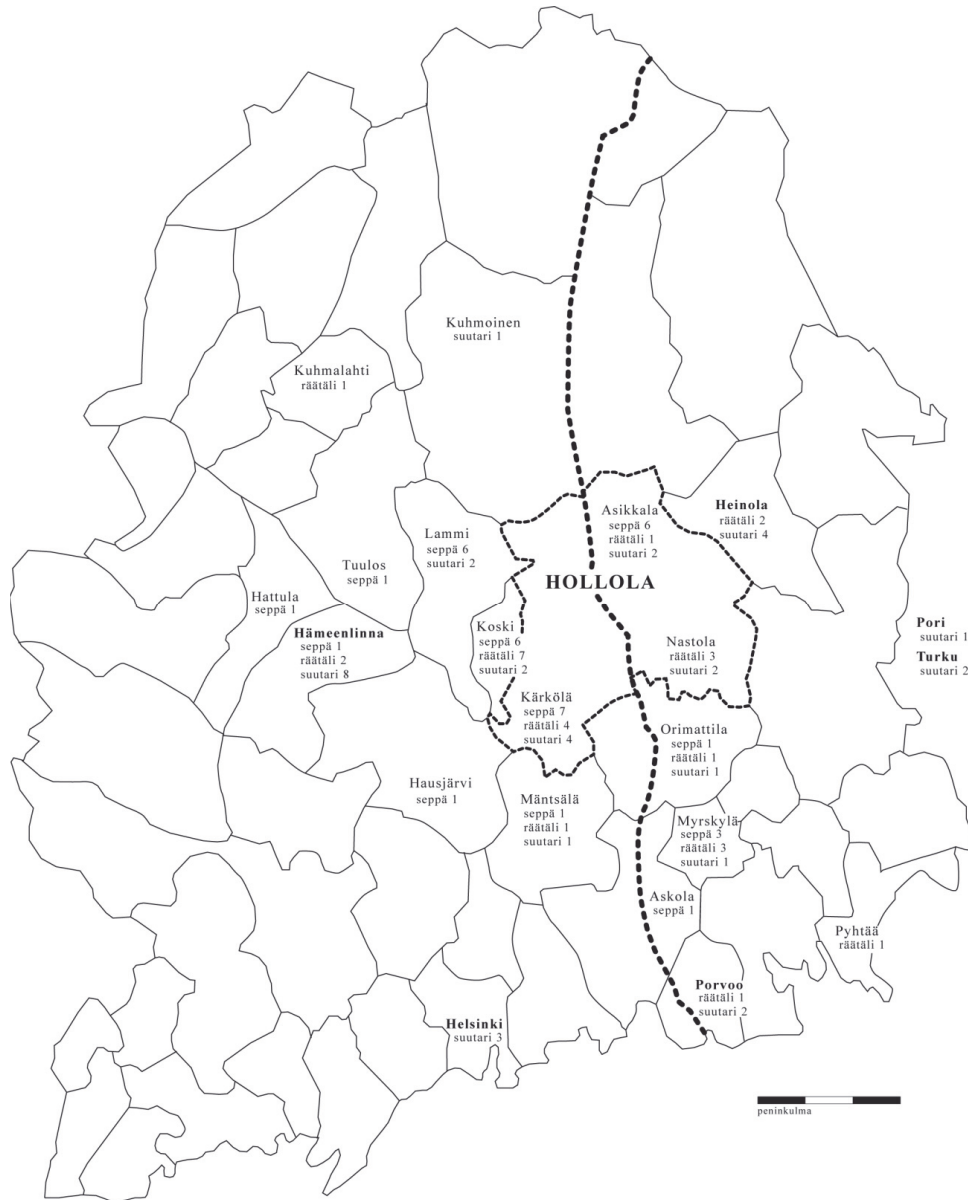 Kuhmoinen
suutari 1
Kuhmalahti
räätäli 1
Asikkala
seppä 6
räätäli 1
suutari 2
Heinola
räätäli 2
suutari 4
Lammi
seppä 6
suutari 2
Tuulos
seppä 1
HOLLOLA
Hattula
seppä 1
Hämeenlinna
seppä 1
räätäli 2
suutari 8
Koski
seppä 6
räätäli 7
suutari 2
Nastola
räätäli 3
suutari 2
Pori
suutari 1
Turku
suutari 2
Kärkölä
seppä 7
räätäli 4
suutari 4
Orimattila
seppä 1
räätäli 1
suutari 1
Hausjärvi
seppä 1
Mäntsälä
seppä 1
räätäli 1
suutari 1
Myrskylä
seppä 3
räätäli 3
suutari 1
Askola
seppä 1
Pyhtää
räätäli 1
Porvoo
räätäli 1
suutari 2
Helsinki
suutari 3
peninkulma